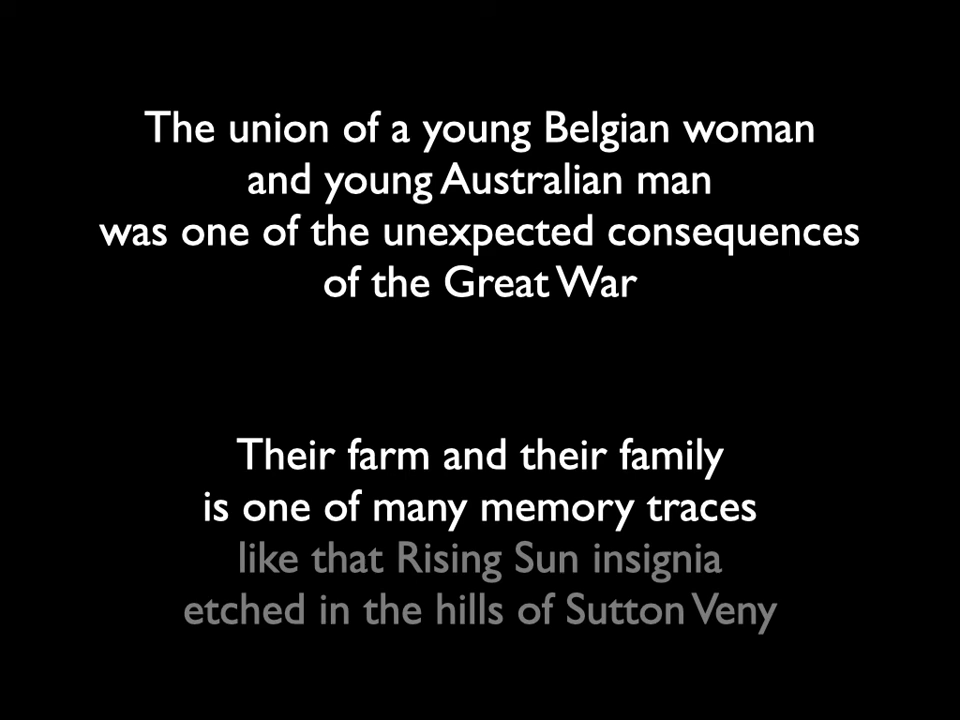 The union of a young Belgian woman
and young Australian man
was one of the unexpected consequences
of the Great War
Their farm and their family
is one of many memory traces
like that Rising Sun insignia
etched in the hills of Sutton Veny